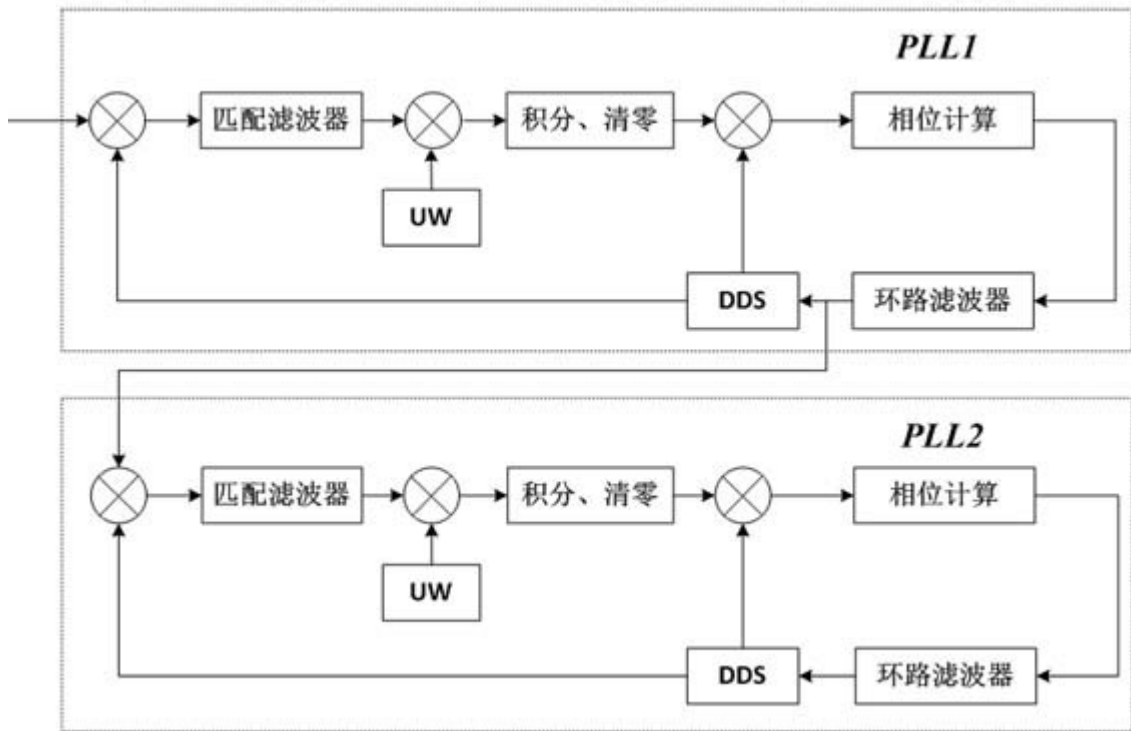 PLL1
匹配滤波器
积分、清零
相位计算
UW
DDS
环路滤波器
PLL2
匹配滤波器
积分、清零
相位计算
UW
DDS
环路滤波器